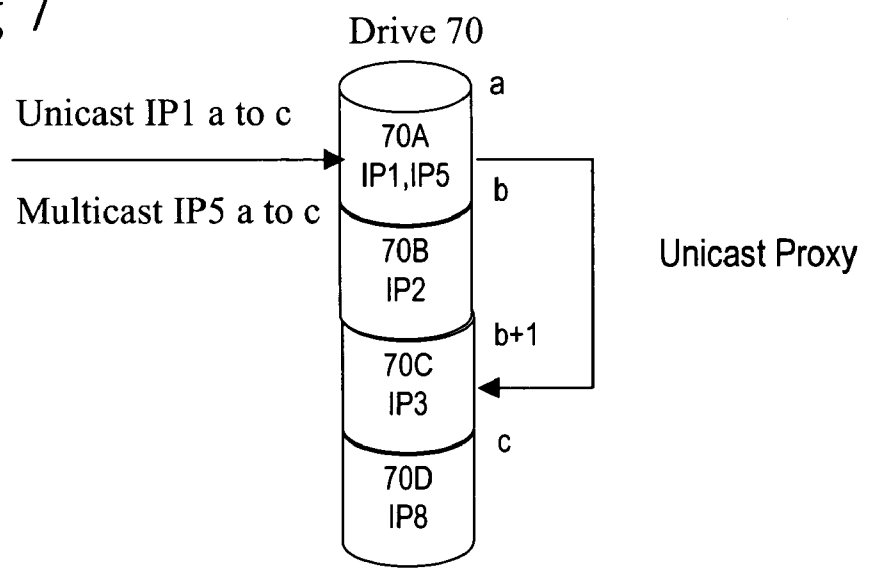 7
Drive 70
a
Unicast IP1 a to c
70A
IP1,IP5
b
Multicast IP5 a to c
70B
IP2
Unicast Proxy
b+1
70C
IP3
c
70D
IP8